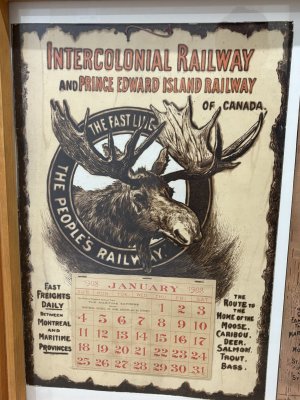 INTERCOLONIAL RAILWAY
AND PRINCE EDWARD ISLAND RAILWAY
OF CANADA.
THE FAST LINE
THE PEOPLE'S RAILWAY.
JANUARY
1 2 3
4 5 6 7 8 9 10
11 12 13 14 15 16 17
18 19 20 21 22 23 24
25 26 27 28 29 30 31
FAST
FREIGHTS
DAILY
BETWEEN
MONTREAL
AND
MARITIME
PROVINCES
THE
ROUTE TO
THE
HOME OF THE
MOOSE.
CARIBOU.
DEER.
SALMON.
TROUT.
BASS.